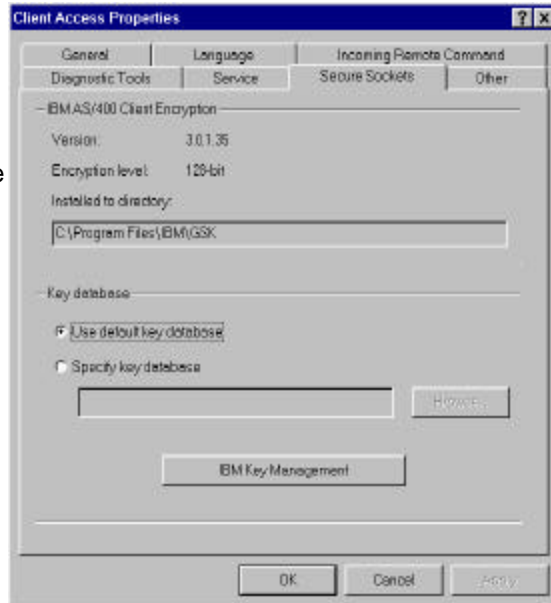 Client Access Properties
General Language Incoming Remote Command
Diagnostic Tools Service Secure Sockets Other
IBM AS/400 Client Encryption
Version: 3.0.1.35
e
Encryption level: 128-bit
Installed to directory:
C:\Program Files\IBM\GSK
Key database
Use default key database
Specify key database
Browse...
IBM Key Management
OK Cancel Apply